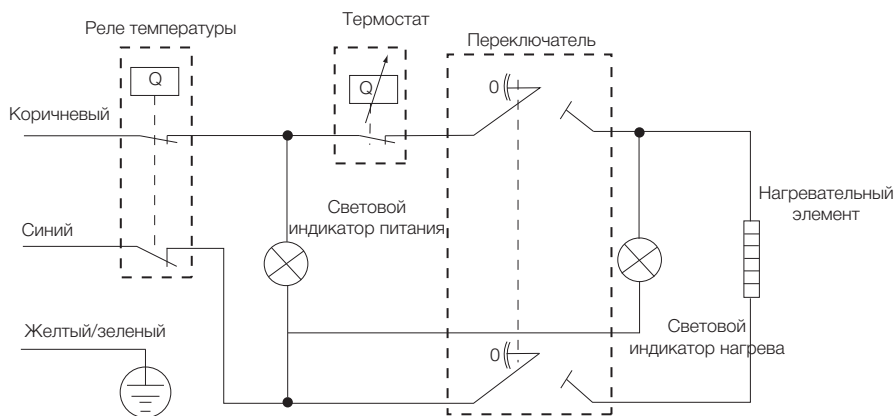 Реле температуры
Термостат
Переключатель
Q
Q
0
Коричневый
Нагревательный
элемент
Световой
индикатор питания
Синий
Желтый/зеленый
Световой
индикатор нагрева
0